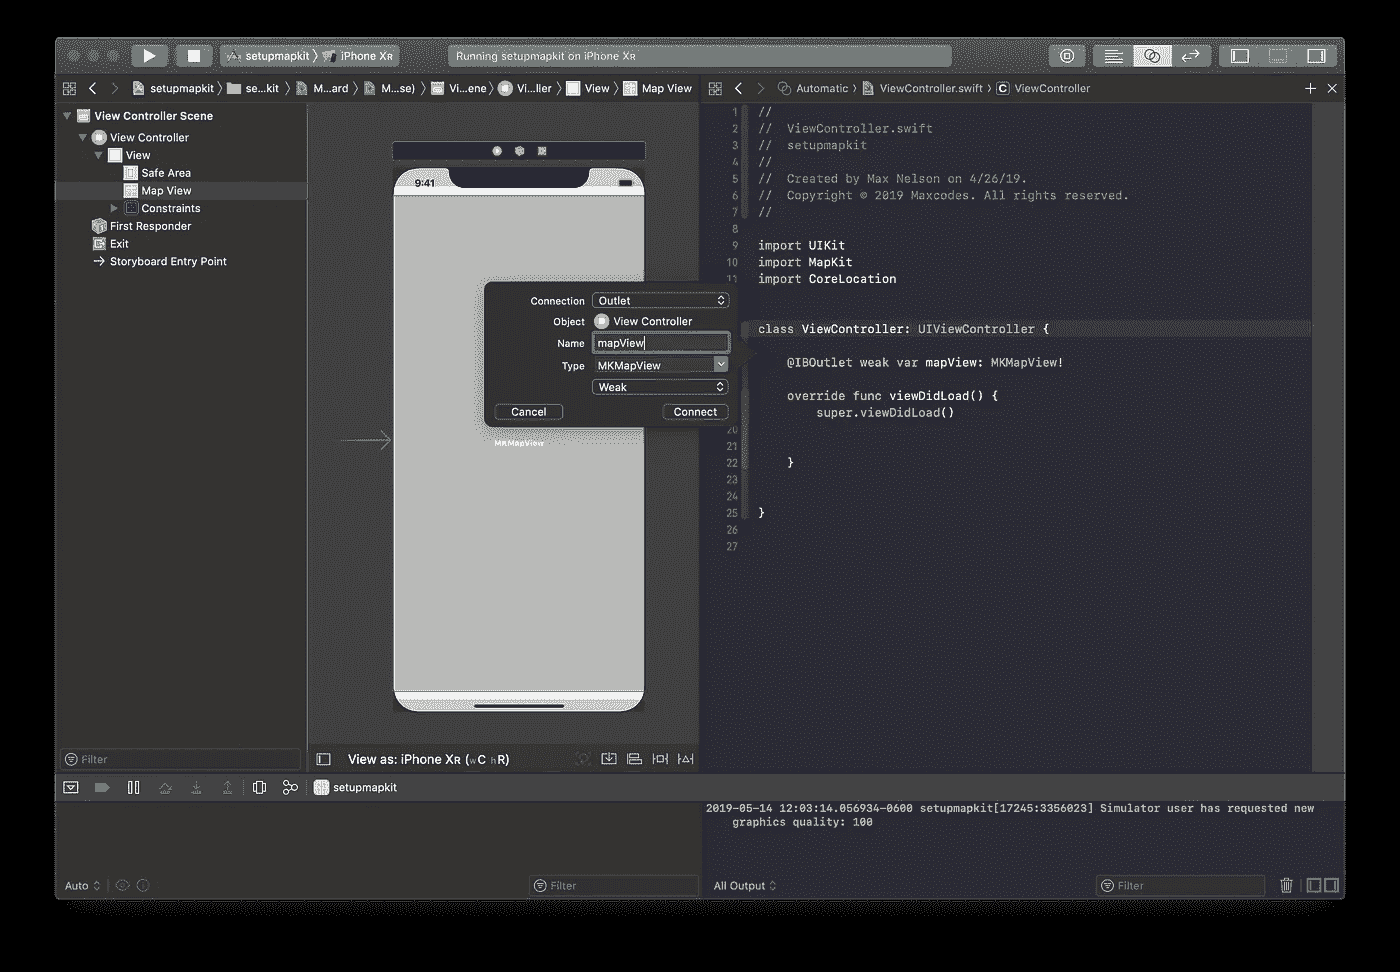 setupmapkit iPhone XR
Running setupmapkit on iPhone XR
setupmapkit se...kit M...ard M...se) Vi...ene Vi...ller View Map View
Automatic ViewController.swift C ViewController
View Controller Scene
View Controller
View
Safe Area
Map View
Constraints
First Responder
Exit
Storyboard Entry Point
Filter
9:41
Connection Outlet
Object View Controller
Name mapView
Type MKMapView
Weak
Cancel Connect
MKMapView
View as: iPhone XR (wC hR)
1 //
2 // ViewController.swift
3 // setupmapkit
4 //
5 // Created by Max Nelson on 4/26/19.
6 // Copyright © 2019 Maxcodes. All rights reserved.
7 //
8
9 import UIKit
10 import MapKit
11 import CoreLocation
class ViewController: UIViewController {
@IBOutlet weak var mapView: MKMapView!
override func viewDidLoad() {
super.viewDidLoad()
20
21
22 }
23
24
25 }
26
27
setupmapkit
2019-05-14 12:03:14.056934-0600 setupmapkit[17245:3356023] Simulator user has requested new
graphics quality: 100
Auto
Filter
All Output
Filter